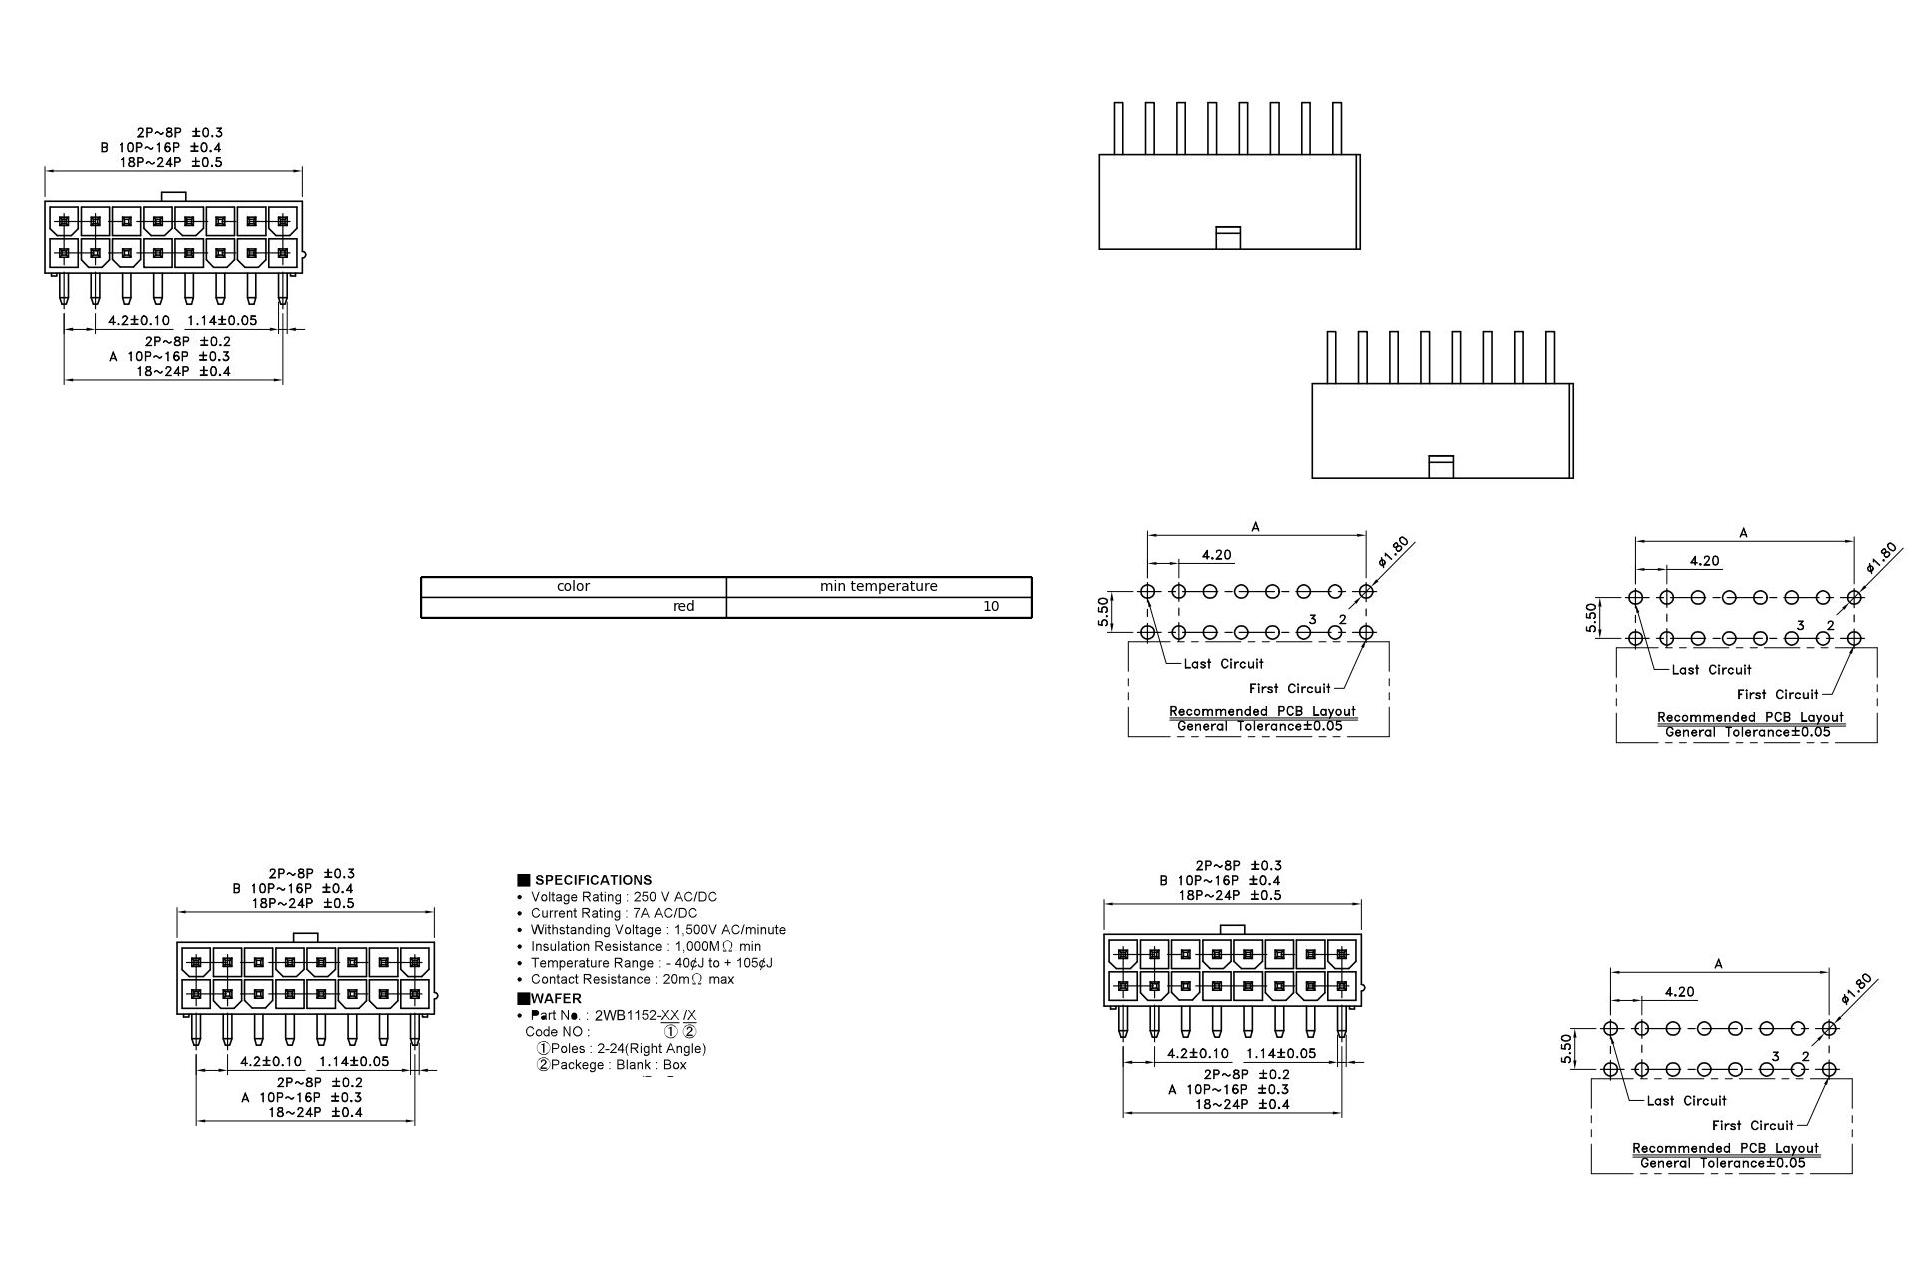 2P~8P ±0.3
B 10P~16P ±0.4
18P~24P ±0.5
4.2±0.10 1.14±0.05
2P~8P ±0.2
A 10P~16P ±0.3
18~24P ±0.4
color min temperature
red 10
A
4.20
ø1.80
5.50
3 2
Last Circuit
First Circuit
Recommended PCB Layout
General Tolerance±0.05
A
4.20
ø1.80
5.50
3 2
Last Circuit
First Circuit
Recommended PCB Layout
General Tolerance±0.05
2P~8P ±0.3
B 10P~16P ±0.4
18P~24P ±0.5
4.2±0.10 1.14±0.05
2P~8P ±0.2
A 10P~16P ±0.3
18~24P ±0.4
■ SPECIFICATIONS
• Voltage Rating : 250 V AC/DC
• Current Rating : 7A AC/DC
• Withstanding Voltage : 1,500V AC/minute
• Insulation Resistance : 1,000MΩ min
• Temperature Range : - 40¢J to + 105¢J
• Contact Resistance : 20mΩ max
■WAFER
• Part No. : 2WB1152-XX /X
Code NO : ① ②
①Poles : 2-24(Right Angle)
②Packege : Blank : Box
2P~8P ±0.3
B 10P~16P ±0.4
18P~24P ±0.5
4.2±0.10 1.14±0.05
2P~8P ±0.2
A 10P~16P ±0.3
18~24P ±0.4
A
4.20
ø1.80
5.50
3 2
Last Circuit
First Circuit
Recommended PCB Layout
General Tolerance±0.05